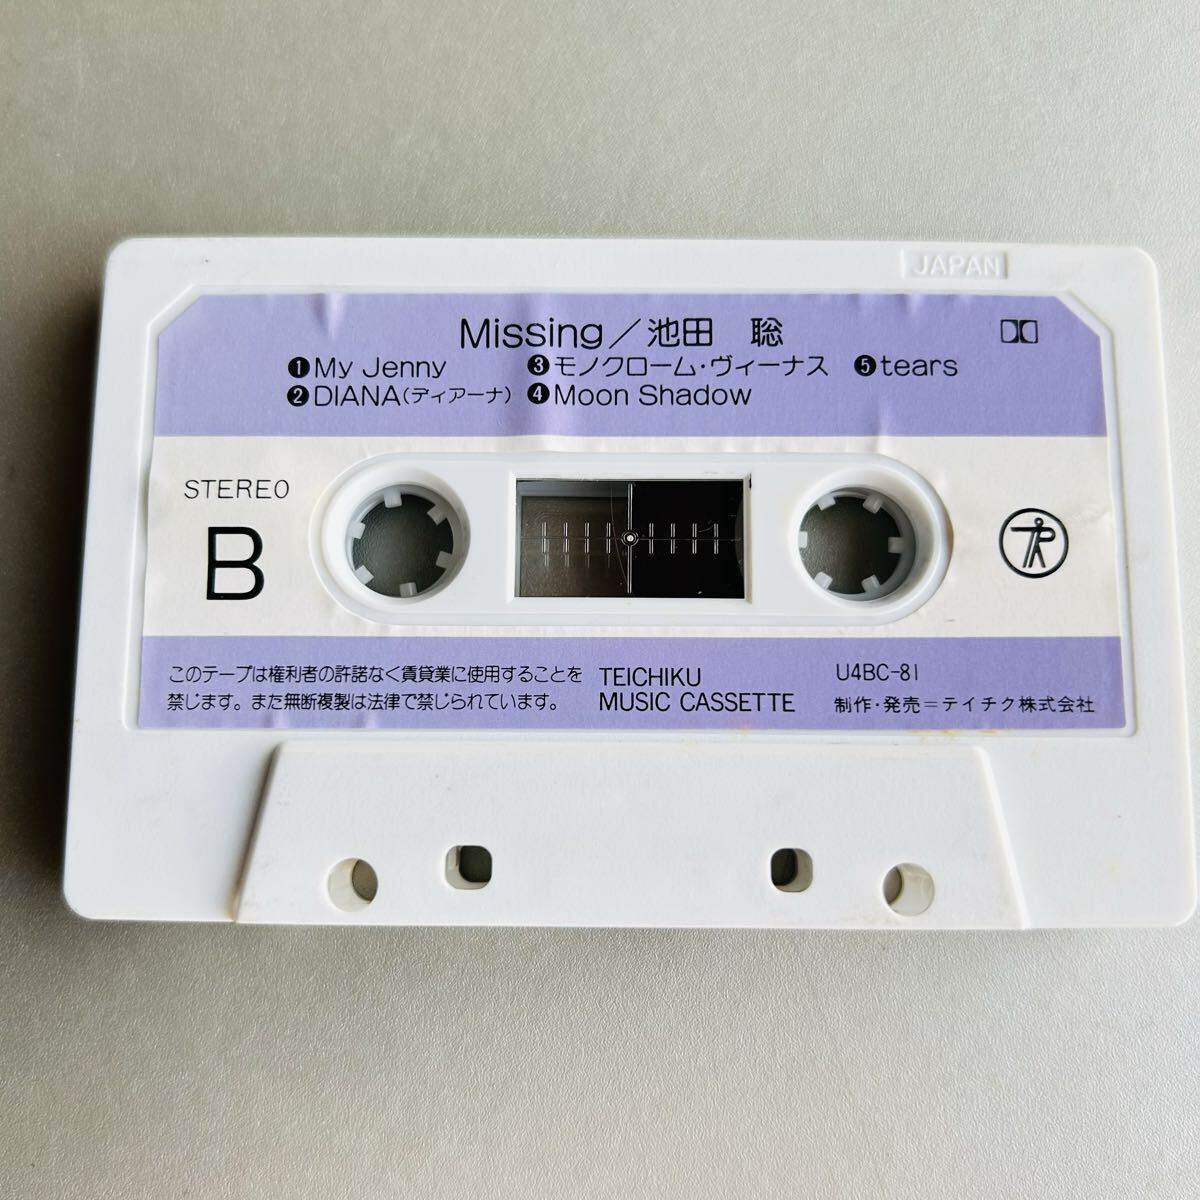 JAPAN
Missing／池田 聡
❶My Jenny ❸モノクローム・ヴィーナス ❺tears
❷DIANA(ディアーナ) ❹Moon Shadow
STEREO
B
このテープは権利者の許諾なく賃貸業に使用することを
禁じます。また無断複製は法律で禁じられています。
TEICHIKU
MUSIC CASSETTE
U4BC-81
制作・発売＝テイチク株式会社